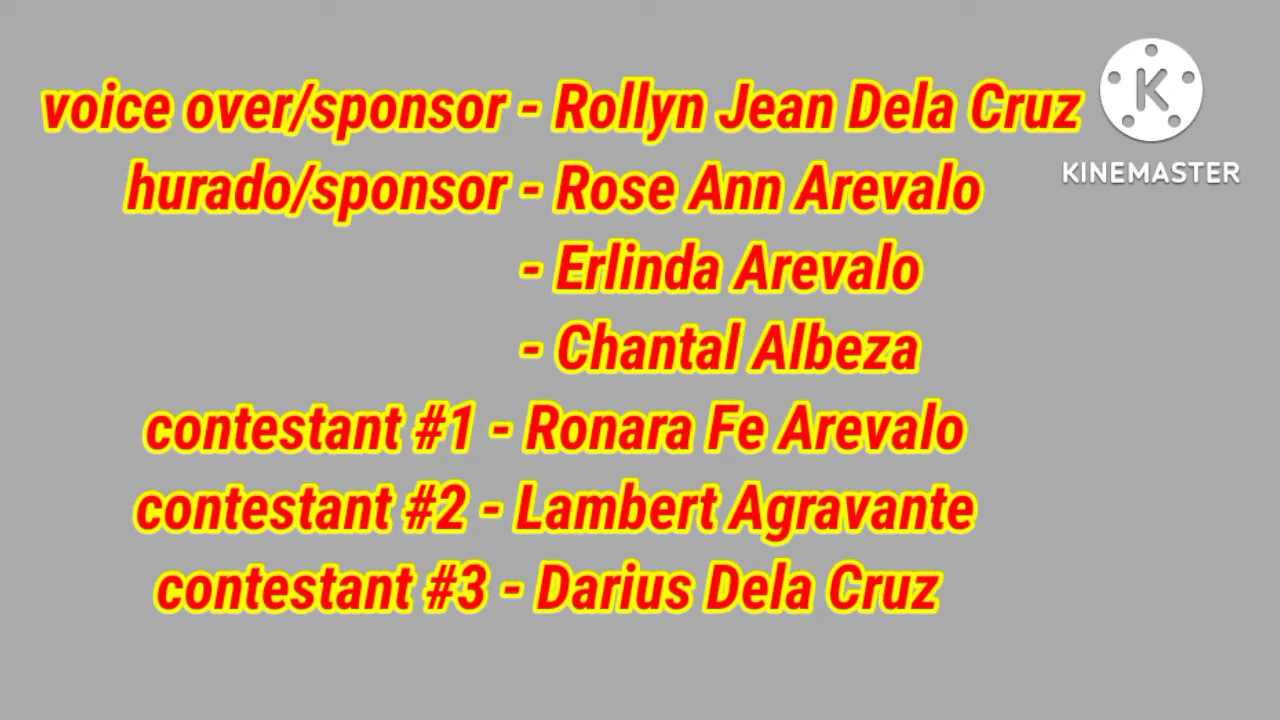 voice over/sponsor - Rollyn Jean Dela Cruz
hurado/sponsor - Rose Ann Arevalo
- Erlinda Arevalo
- Chantal Albeza
contestant #1 - Ronara Fe Arevalo
contestant #2 - Lambert Agravante
contestant #3 - Darius Dela Cruz
K
KINEMASTER